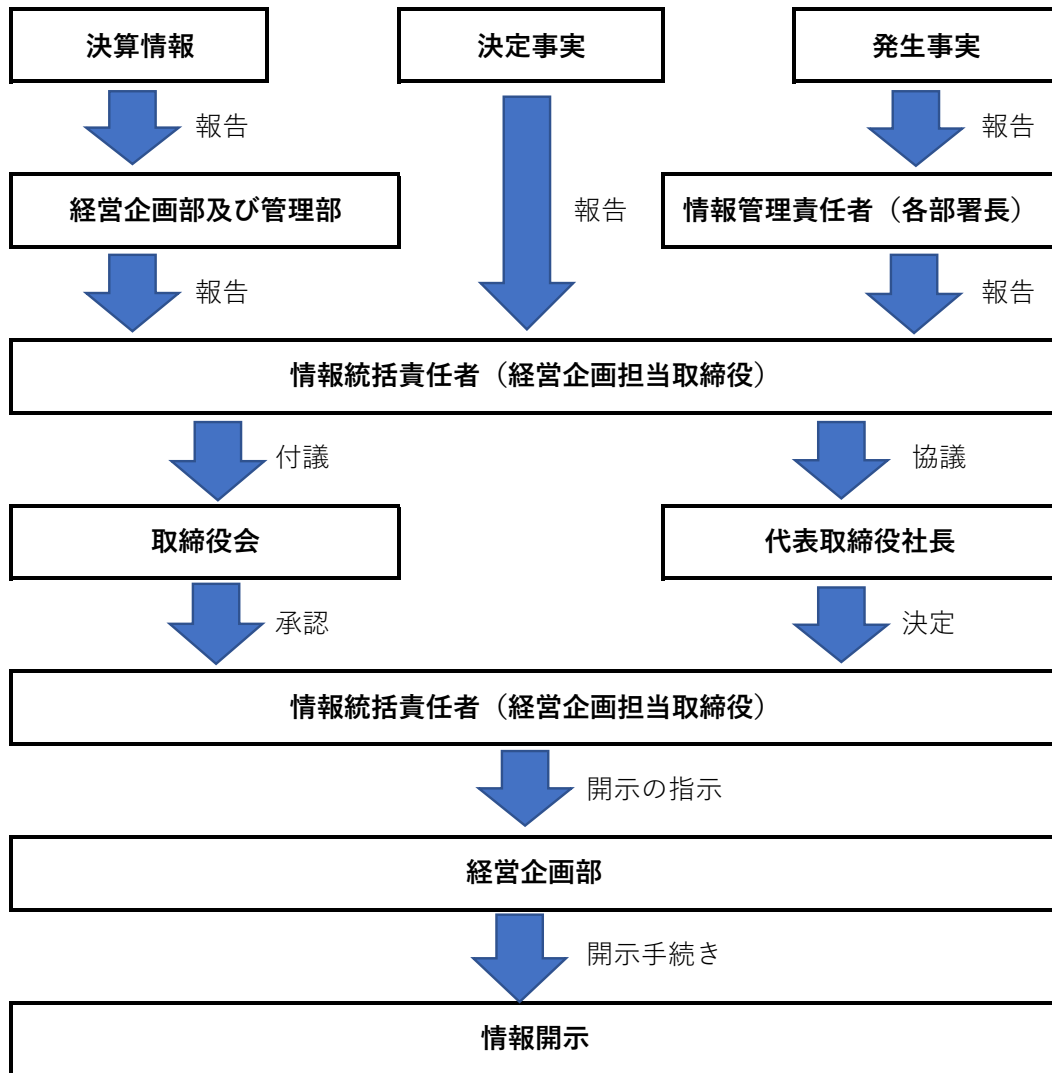 決算情報
決定事実
発生事実
報告
報告
経営企画部及び管理部
報告
情報管理責任者（各部署長）
報告
報告
情報統括責任者（経営企画担当取締役）
付議
協議
取締役会
代表取締役社長
承認
決定
情報統括責任者（経営企画担当取締役）
開示の指示
経営企画部
開示手続き
情報開示